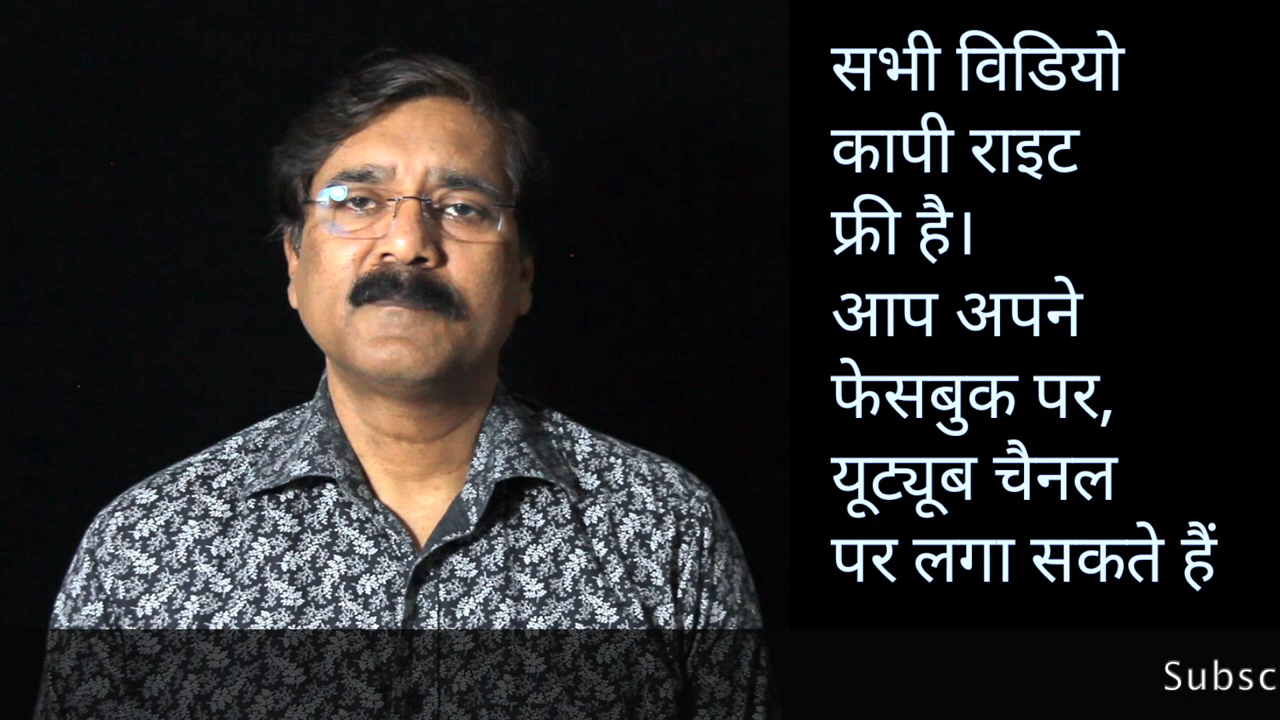 सभी विडियो
कापी राइट
फ्री है।
आप अपने
फेसबुक पर,
यूट्यूब चैनल
पर लगा सकते हैं
Subsc